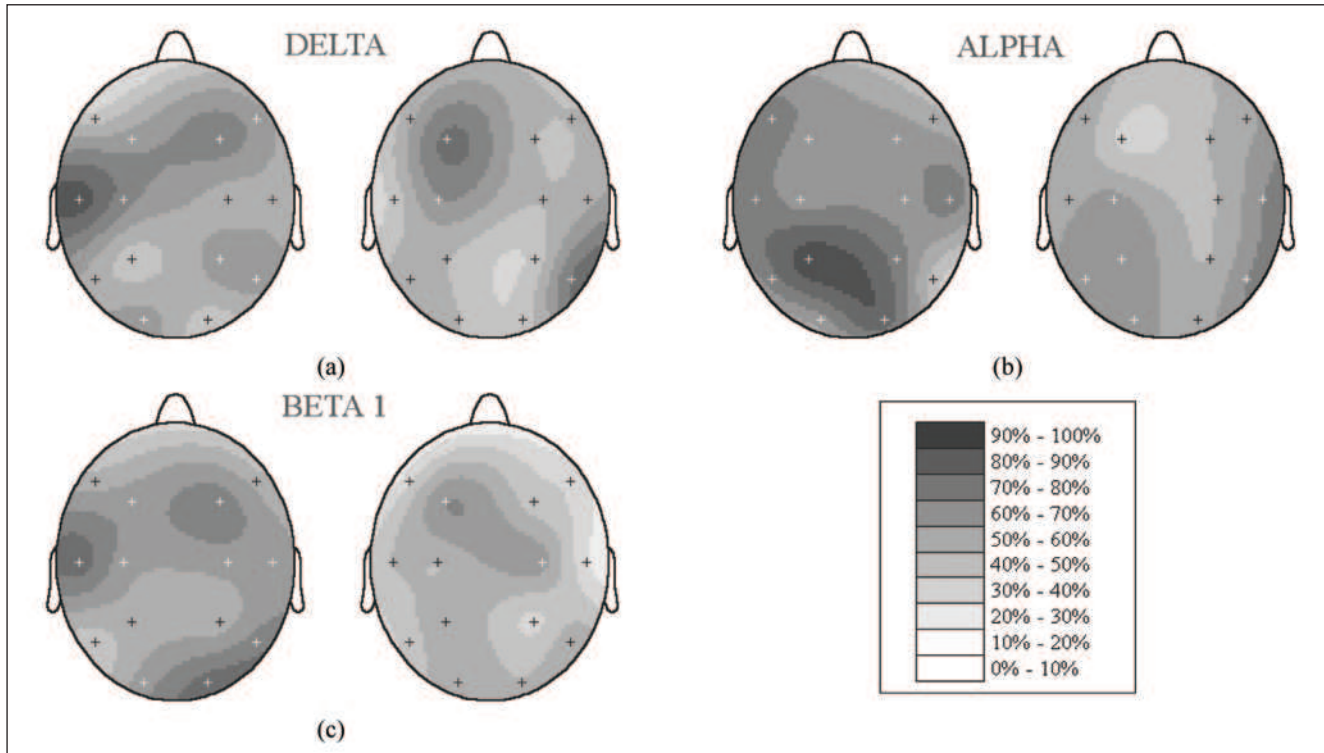 DELTA
ALPHA
(a)
(b)
BETA 1
90% - 100%
80% - 90%
70% - 80%
60% - 70%
50% - 60%
40% - 50%
30% - 40%
20% - 30%
10% - 20%
0% - 10%
(c)